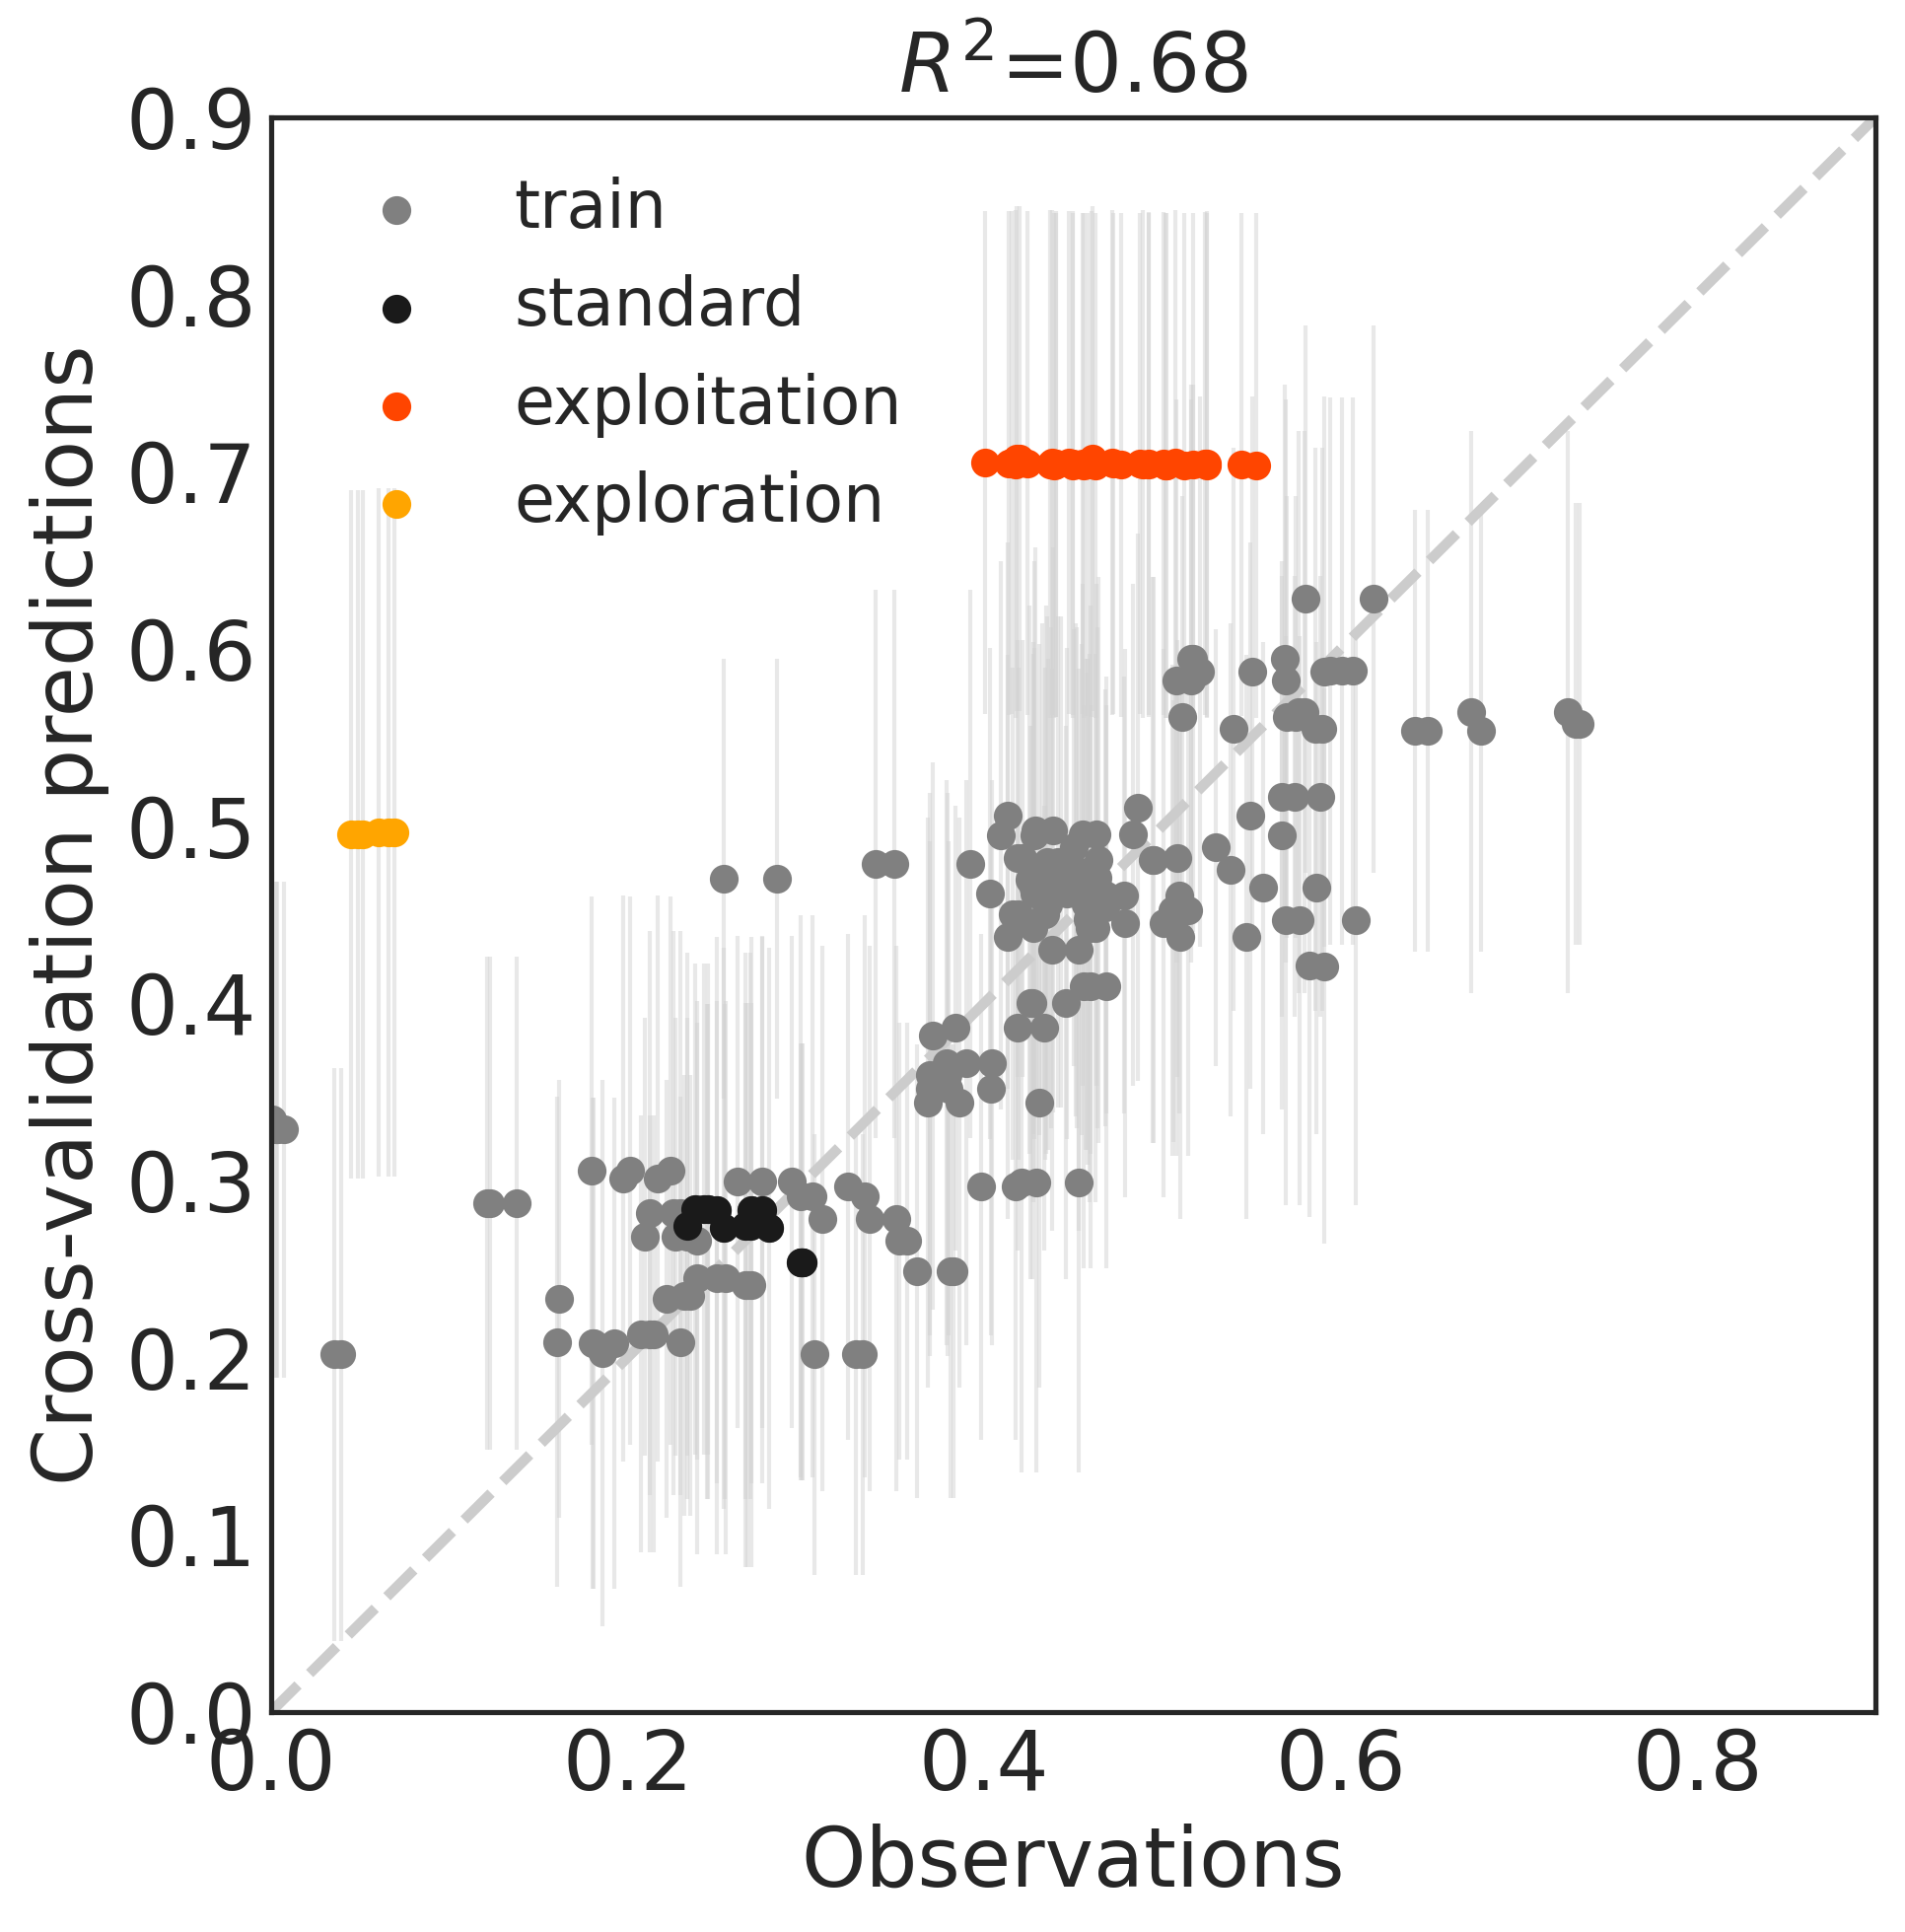 R²=0.68
0.9
train
0.8
standard
exploitation
0.7
exploration
0.6
0.5
0.4
0.3
0.2
0.1
0.0
Cross-validation predictions
0.0 0.2 0.4 0.6 0.8
Observations